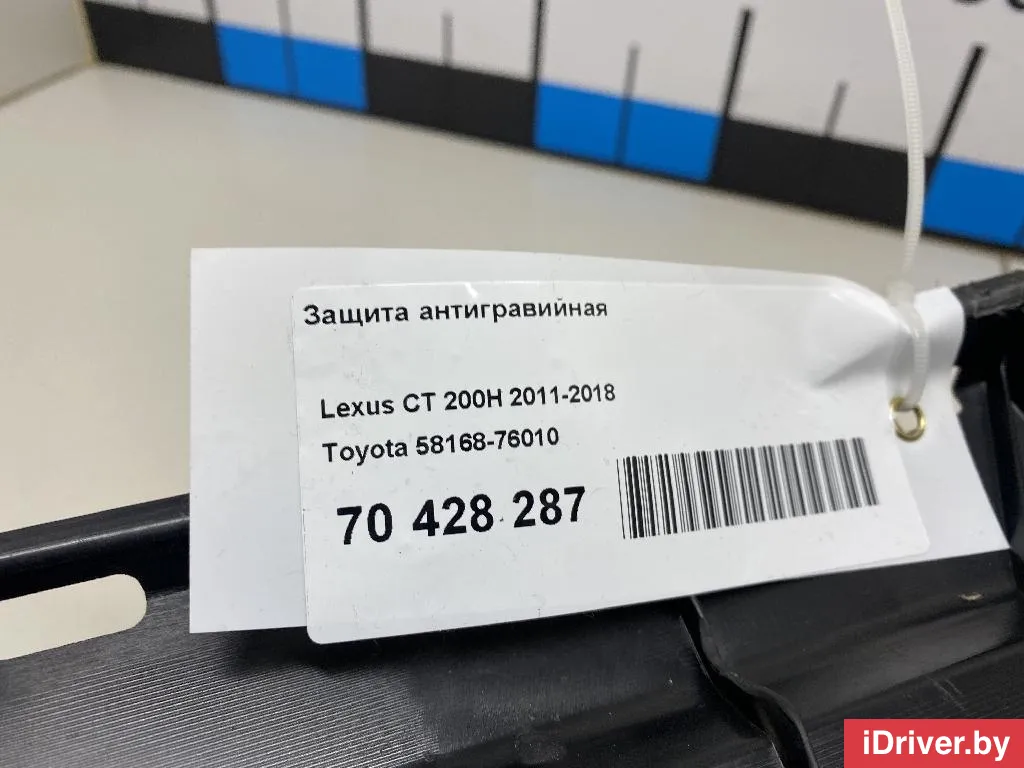 Защита антигравийная
Lexus CT 200H 2011-2018
Toyota 58168-76010
70 428 287
iDriver.by